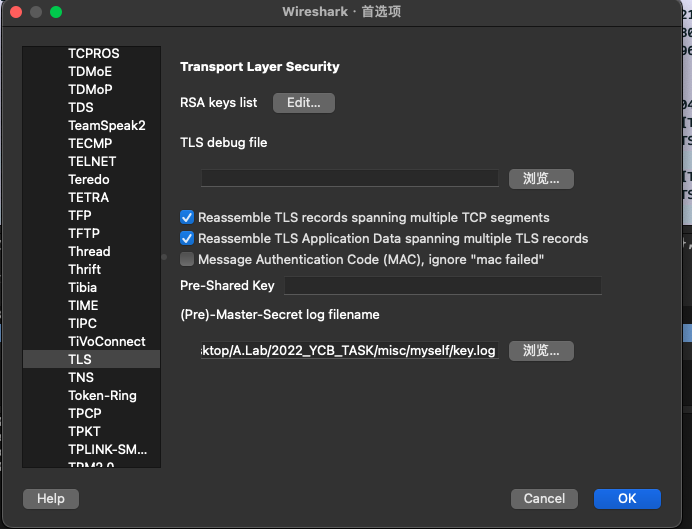 Wireshark · 首选项
TCPROS
TDMoE
TDMoP
TDS
TeamSpeak2
TECMP
TELNET
Teredo
TETRA
TFP
TFTP
Thread
Thrift
Tibia
TIME
TIPC
TiVoConnect
TLS
TNS
Token-Ring
TPCP
TPKT
TPLINK-SM...
TPM2.0
Transport Layer Security
RSA keys list Edit...
TLS debug file
浏览...
Reassemble TLS records spanning multiple TCP segments
Reassemble TLS Application Data spanning multiple TLS records
Message Authentication Code (MAC), ignore "mac failed"
Pre-Shared Key
(Pre)-Master-Secret log filename
sktop/A.Lab/2022_YCB_TASK/misc/myself/key.log 浏览...
Help Cancel OK